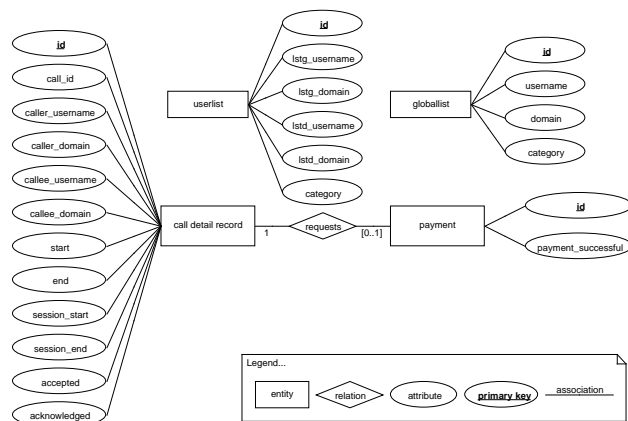 id
call_id
caller_username
caller_domain
callee_username
callee_domain
start
end
session_start
session_end
accepted
acknowledged
call detail record
userlist
id
lstg_username
lstg_domain
lstd_username
lstd_domain
category
globallist
id
username
domain
category
1
requests
[0..1]
payment
id
payment_successful
Legend...
entity
relation
attribute
primary key
association